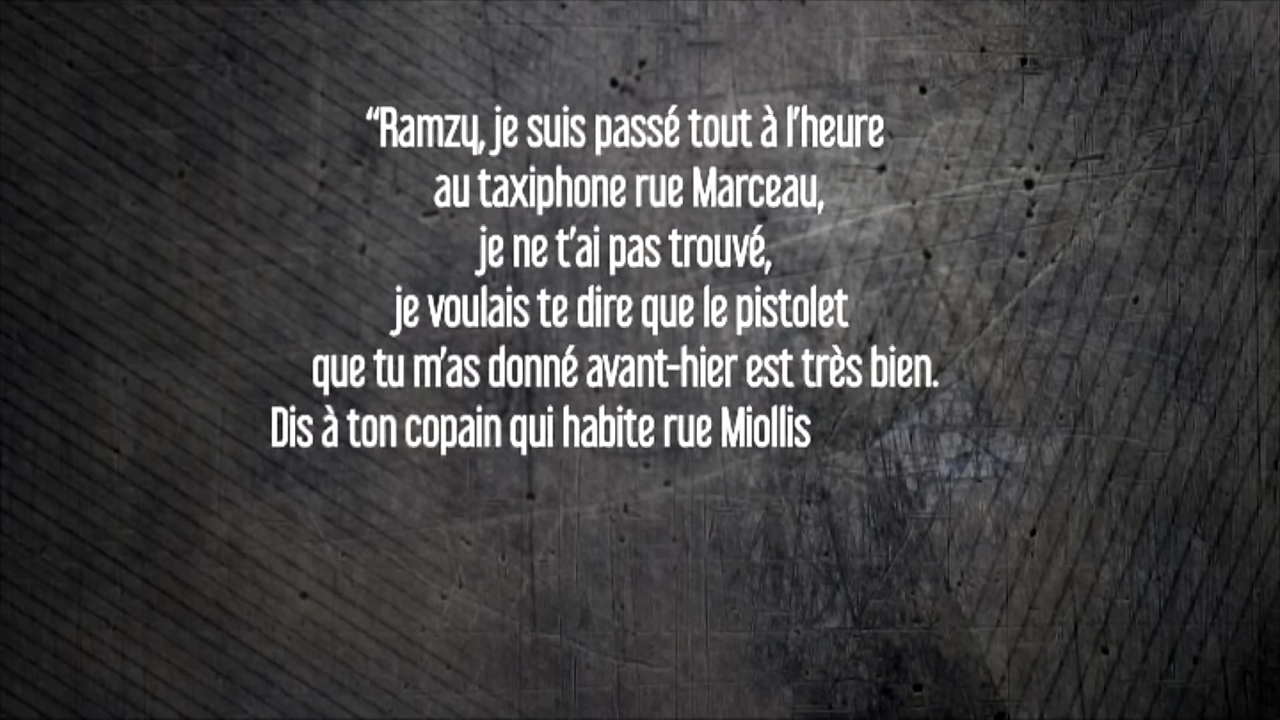 “Ramzy, je suis passé tout à l’heure
au taxiphone rue Marceau,
je ne t’ai pas trouvé,
je voulais te dire que le pistolet
que tu m’as donné avant-hier est très bien.
Dis à ton copain qui habite rue Miollis